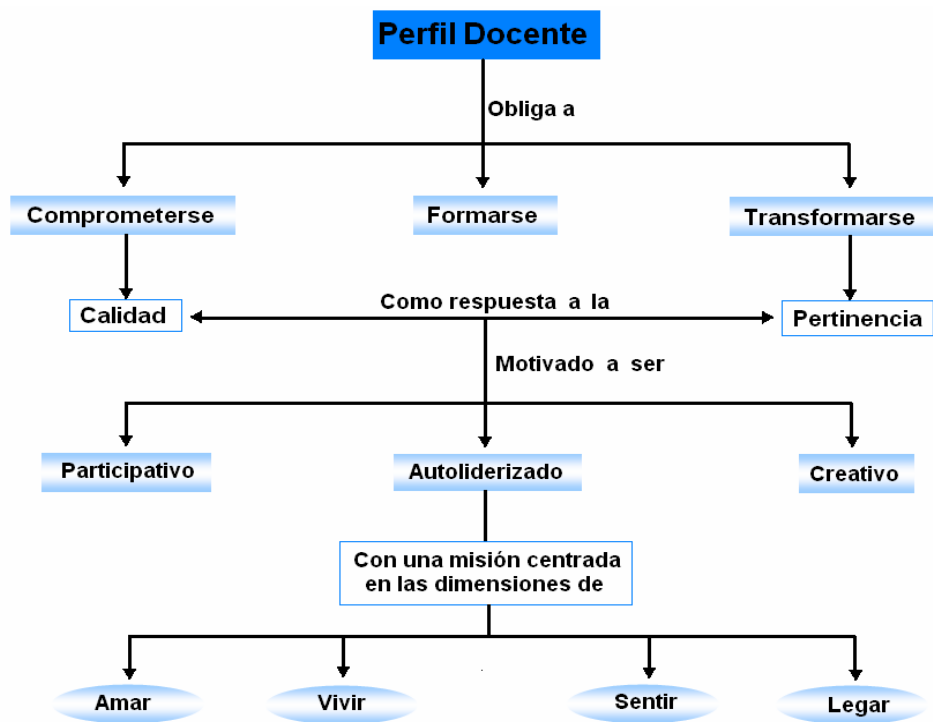 Perfil Docente
Obliga a
Comprometerse
Formarse
Transformarse
Calidad
Como respuesta a la
Pertinencia
Motivado a ser
Participativo
Autoliderizado
Creativo
Con una misión centrada
en las dimensiones de
Amar
Vivir
Sentir
Legar